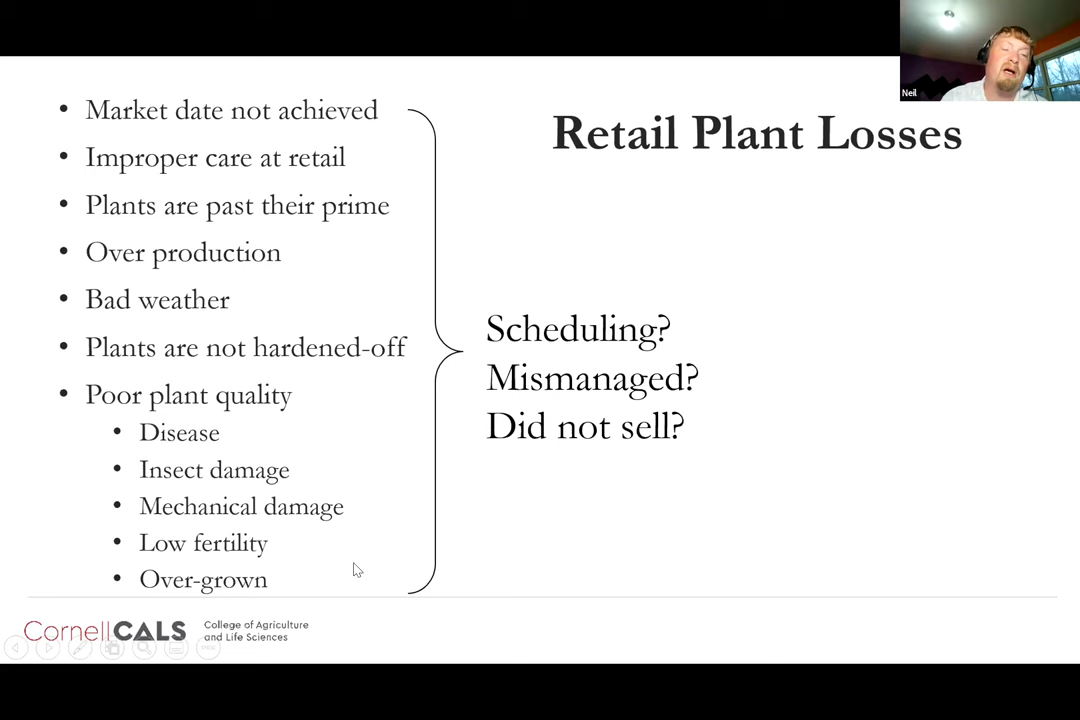 Neil
Retail Plant Losses
• Market date not achieved
• Improper care at retail
• Plants are past their prime
• Over production
• Bad weather
• Plants are not hardened-off
• Poor plant quality
• Disease
• Insect damage
• Mechanical damage
• Low fertility
• Over-grown
Scheduling?
Mismanaged?
Did not sell?
CornellCALS
College of Agriculture
and Life Sciences